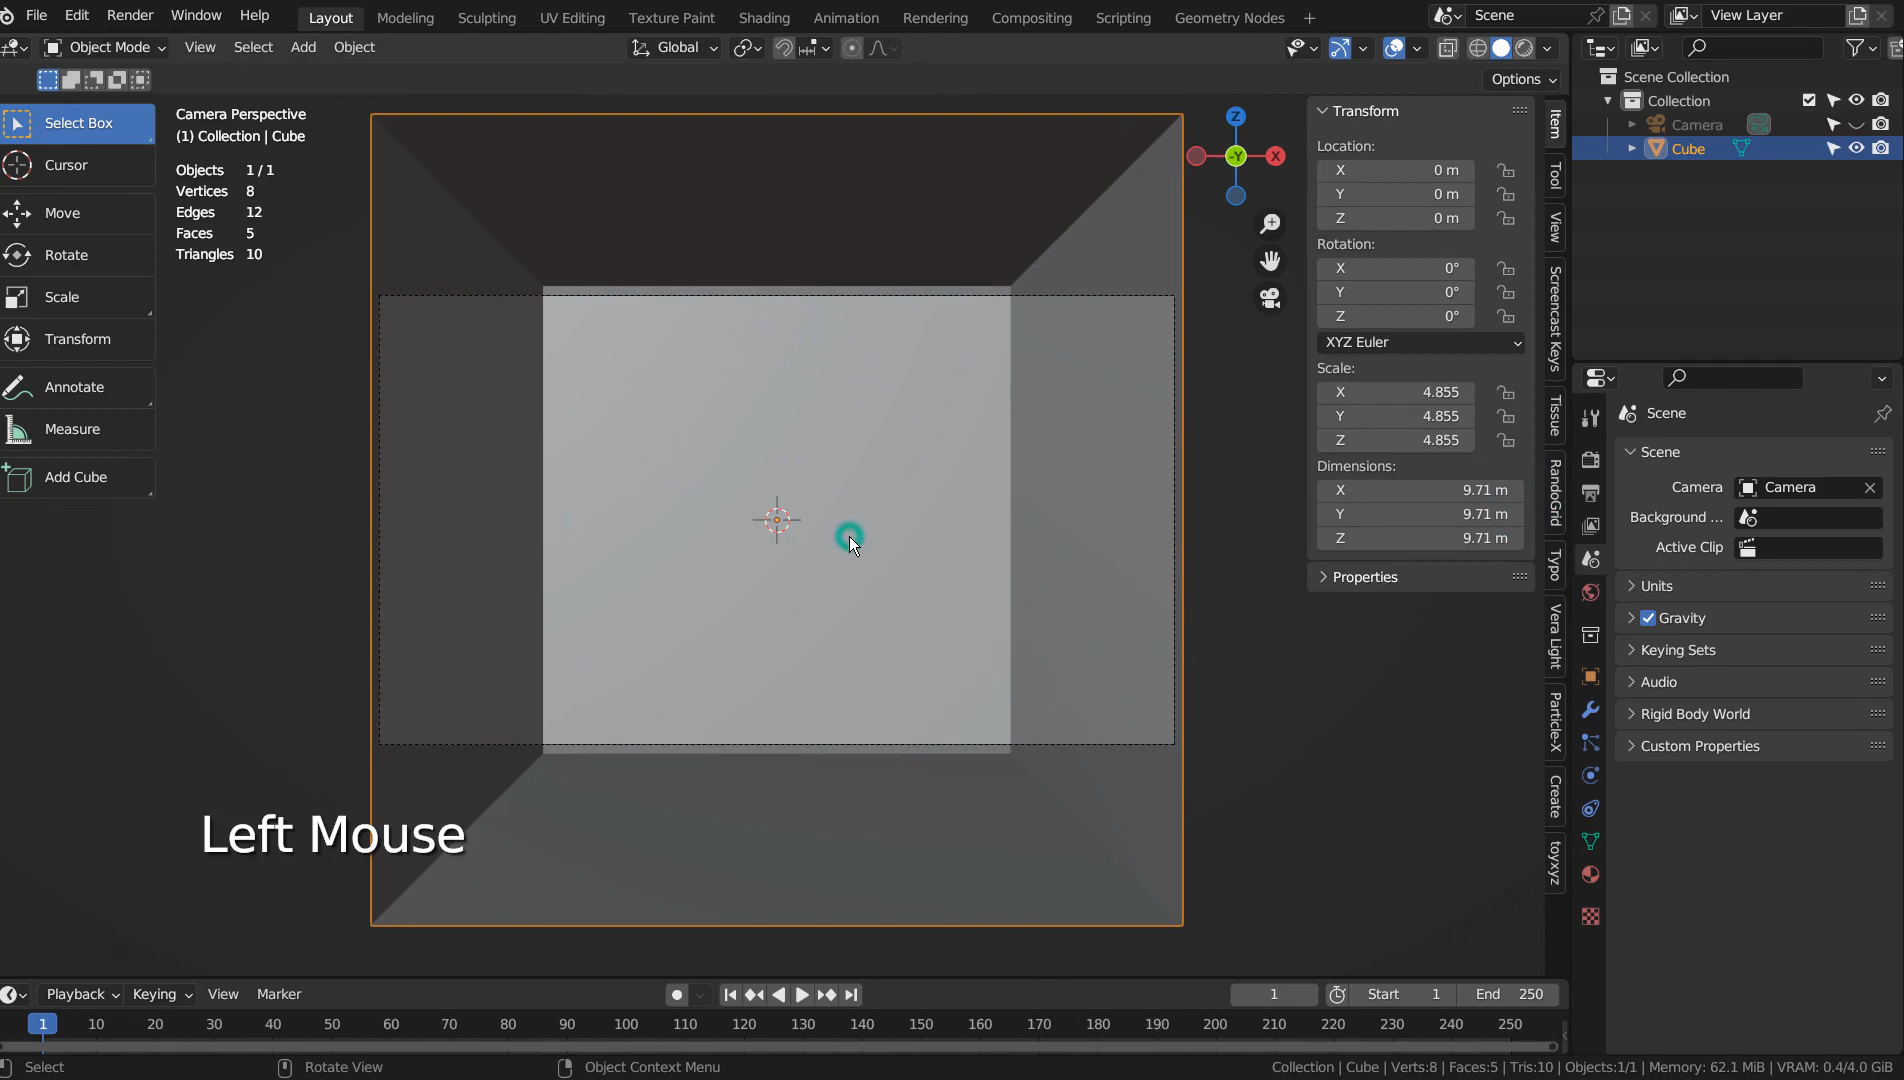 File Edit Render Window Help Layout Modeling Sculpting UV Editing Texture Paint Shading Animation Rendering Compositing Scripting Geometry Nodes + Scene View Layer
Object Mode View Select Add Object Global
Options
Select Box
Cursor
Move
Rotate
Scale
Transform
Annotate
Measure
Add Cube
Camera Perspective
(1) Collection | Cube
Objects 1 / 1
Vertices 8
Edges 12
Faces 5
Triangles 10
Z
-Y
X
Left Mouse
Transform
Location:
X 0 m
Y 0 m
Z 0 m
Rotation:
X 0°
Y 0°
Z 0°
XYZ Euler
Scale:
X 4.855
Y 4.855
Z 4.855
Dimensions:
X 9.71 m
Y 9.71 m
Z 9.71 m
Properties
Item
Tool
View
Screencast Keys
Tissue
RandoGrid
Typo
Vera Light
Particle-X
Create
toyxyz
Scene Collection
Collection
Camera
Cube
Scene
Scene
Camera Camera
Background ...
Active Clip
Units
Gravity
Keying Sets
Audio
Rigid Body World
Custom Properties
Playback Keying View Marker 1 Start 1 End 250
1 10 20 30 40 50 60 70 80 90 100 110 120 130 140 150 160 170 180 190 200 210 220 230 240 250
Select Rotate View Object Context Menu Collection | Cube | Verts:8 | Faces:5 | Tris:10 | Objects:1/1 | Memory: 62.1 MiB | VRAM: 0.4/4.0 GiB